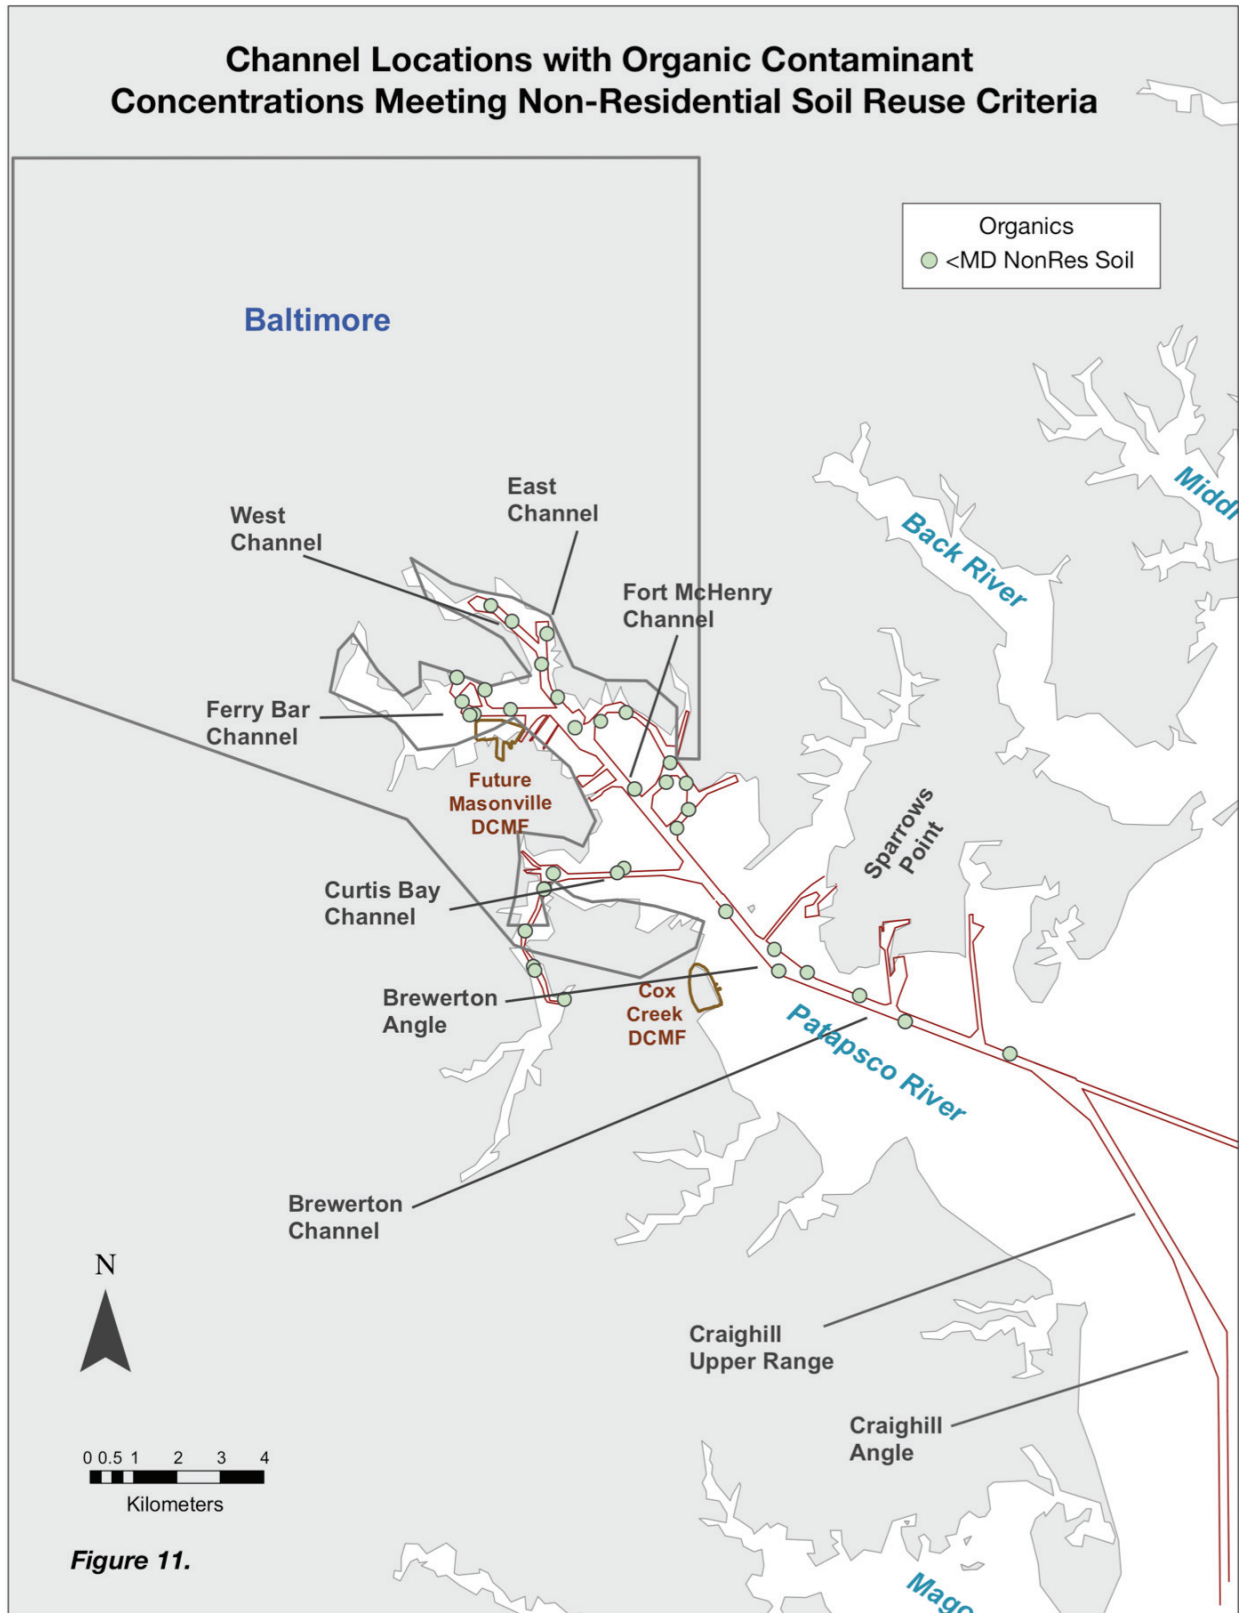 Channel Locations with Organic Contaminant
Concentrations Meeting Non-Residential Soil Reuse Criteria
Organics
<MD NonRes Soil
Baltimore
East
Channel
West
Channel
Back River
Fort McHenry
Channel
Ferry Bar
Channel
Future
Masonville
DCMF
Sparrows
Point
Curtis Bay
Channel
Brewerton
Angle
Cox
Creek
DCMF
Patapsco River
Brewerton
Channel
N
Craighill
Upper Range
Craighill
Angle
0 0.5 1 2 3 4
Kilometers
Figure 11.